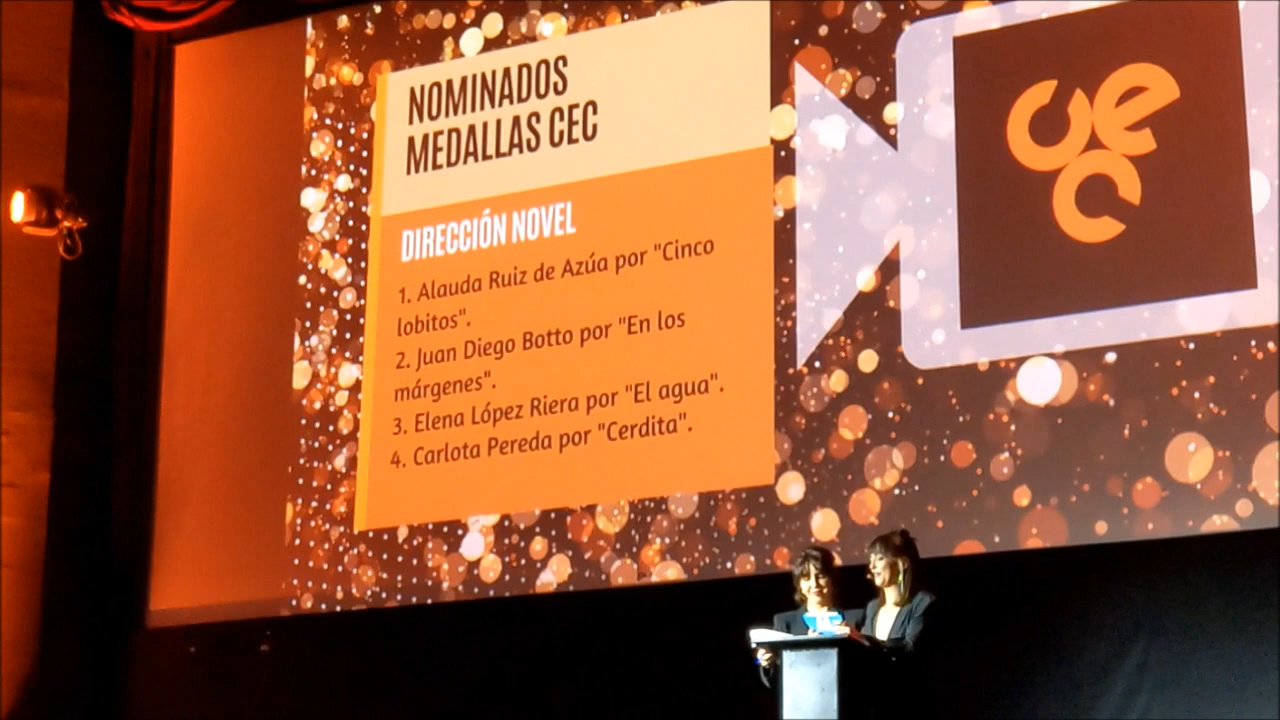 NOMINADOS
MEDALLAS CEC
DIRECCIÓN NOVEL
1. Alauda Ruiz de Azúa por "Cinco
lobitos".
2. Juan Diego Botto por "En los
márgenes".
3. Elena López Riera por "El agua".
4. Carlota Pereda por "Cerdita".
cec